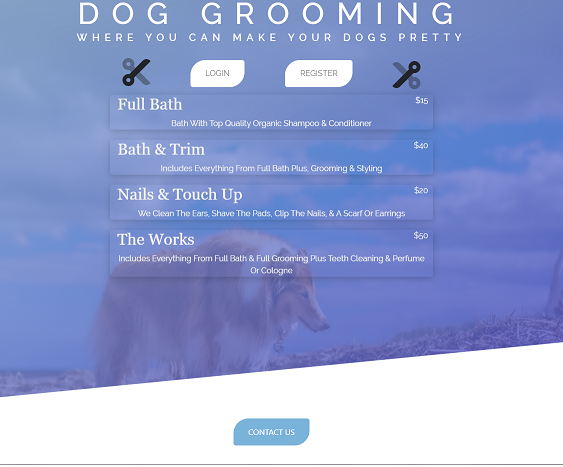 DOG GROOMING
WHERE YOU CAN MAKE YOUR DOGS PRETTY
LOGIN
REGISTER
Full Bath
$15
Bath With Top Quality Organic Shampoo & Conditioner
Bath & Trim
$40
Includes Everything From Full Bath Plus, Grooming & Styling
Nails & Touch Up
$20
We Clean The Ears, Shave The Pads, Clip The Nails, & A Scarf Or Earrings
The Works
$50
Includes Everything From Full Bath & Full Grooming Plus Teeth Cleaning & Perfume
Or Cologne
CONTACT US